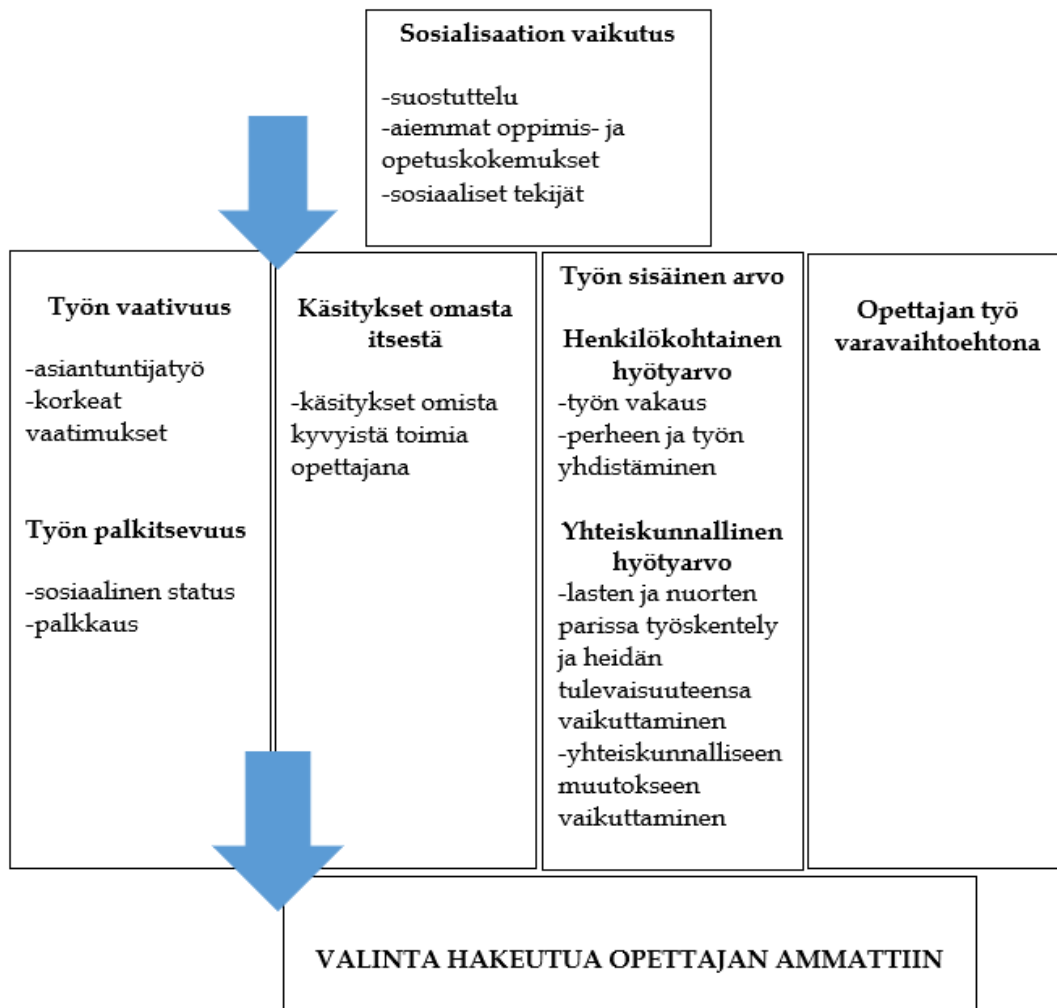 Sosialisaation vaikutus
-suostuttelu
-aiemmat oppimis- ja
opetuskokemukset
-sosiaaliset tekijät
Työn vaativuus
-asiantuntijatyö
-korkeat
vaatimukset
Työn palkitsevuus
-sosiaalinen status
-palkkaus
Käsitykset omasta
itsestä
-käsitykset omista
kyvyistä toimia
opettajana
Työn sisäinen arvo
Henkilökohtainen
hyötyarvo
-työn vakaus
-perheen ja työn
yhdistäminen
Yhteiskunnallinen
hyötyarvo
-lasten ja nuorten
parissa työskentely
ja heidän
tulevaisuuteensa
vaikuttaminen
-yhteiskunnalliseen
muutokseen
vaikuttaminen
Opettajan työ
varavaihtoehtona
VALINTA HAKEUTUA OPETTAJAN AMMATTIIN